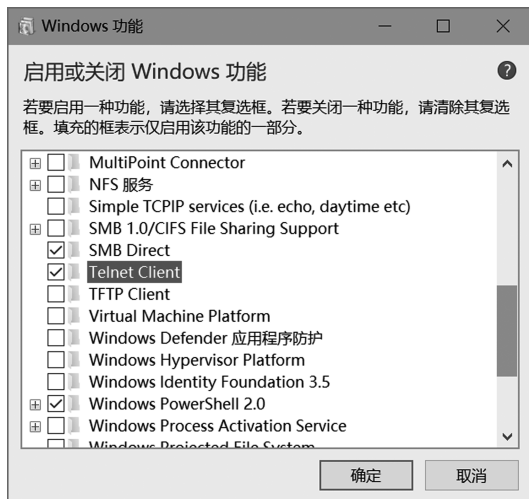 Windows 功能
启用或关闭 Windows 功能
若要启用一种功能，请选择其复选框。若要关闭一种功能，请清除其复选
框。填充的框表示仅启用该功能的一部分。
MultiPoint Connector
NFS 服务
Simple TCPIP services (i.e. echo, daytime etc)
SMB 1.0/CIFS File Sharing Support
SMB Direct
Telnet Client
TFTP Client
Virtual Machine Platform
Windows Defender 应用程序防护
Windows Hypervisor Platform
Windows Identity Foundation 3.5
Windows PowerShell 2.0
Windows Process Activation Service
Windows Projected File System
确定 取消